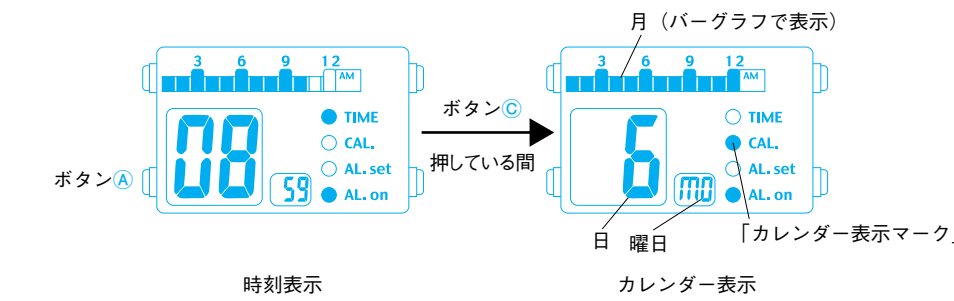 月（バーグラフで表示）
3 6 9 12
AM
3 6 9 12
AM
08
59
TIME
CAL.
AL. set
AL. on
ボタンⒶ
ボタンⒸ
押している間
6
MO
TIME
CAL.
AL. set
AL. on
日
曜日
「カレンダー表示マーク」
時刻表示
カレンダー表示